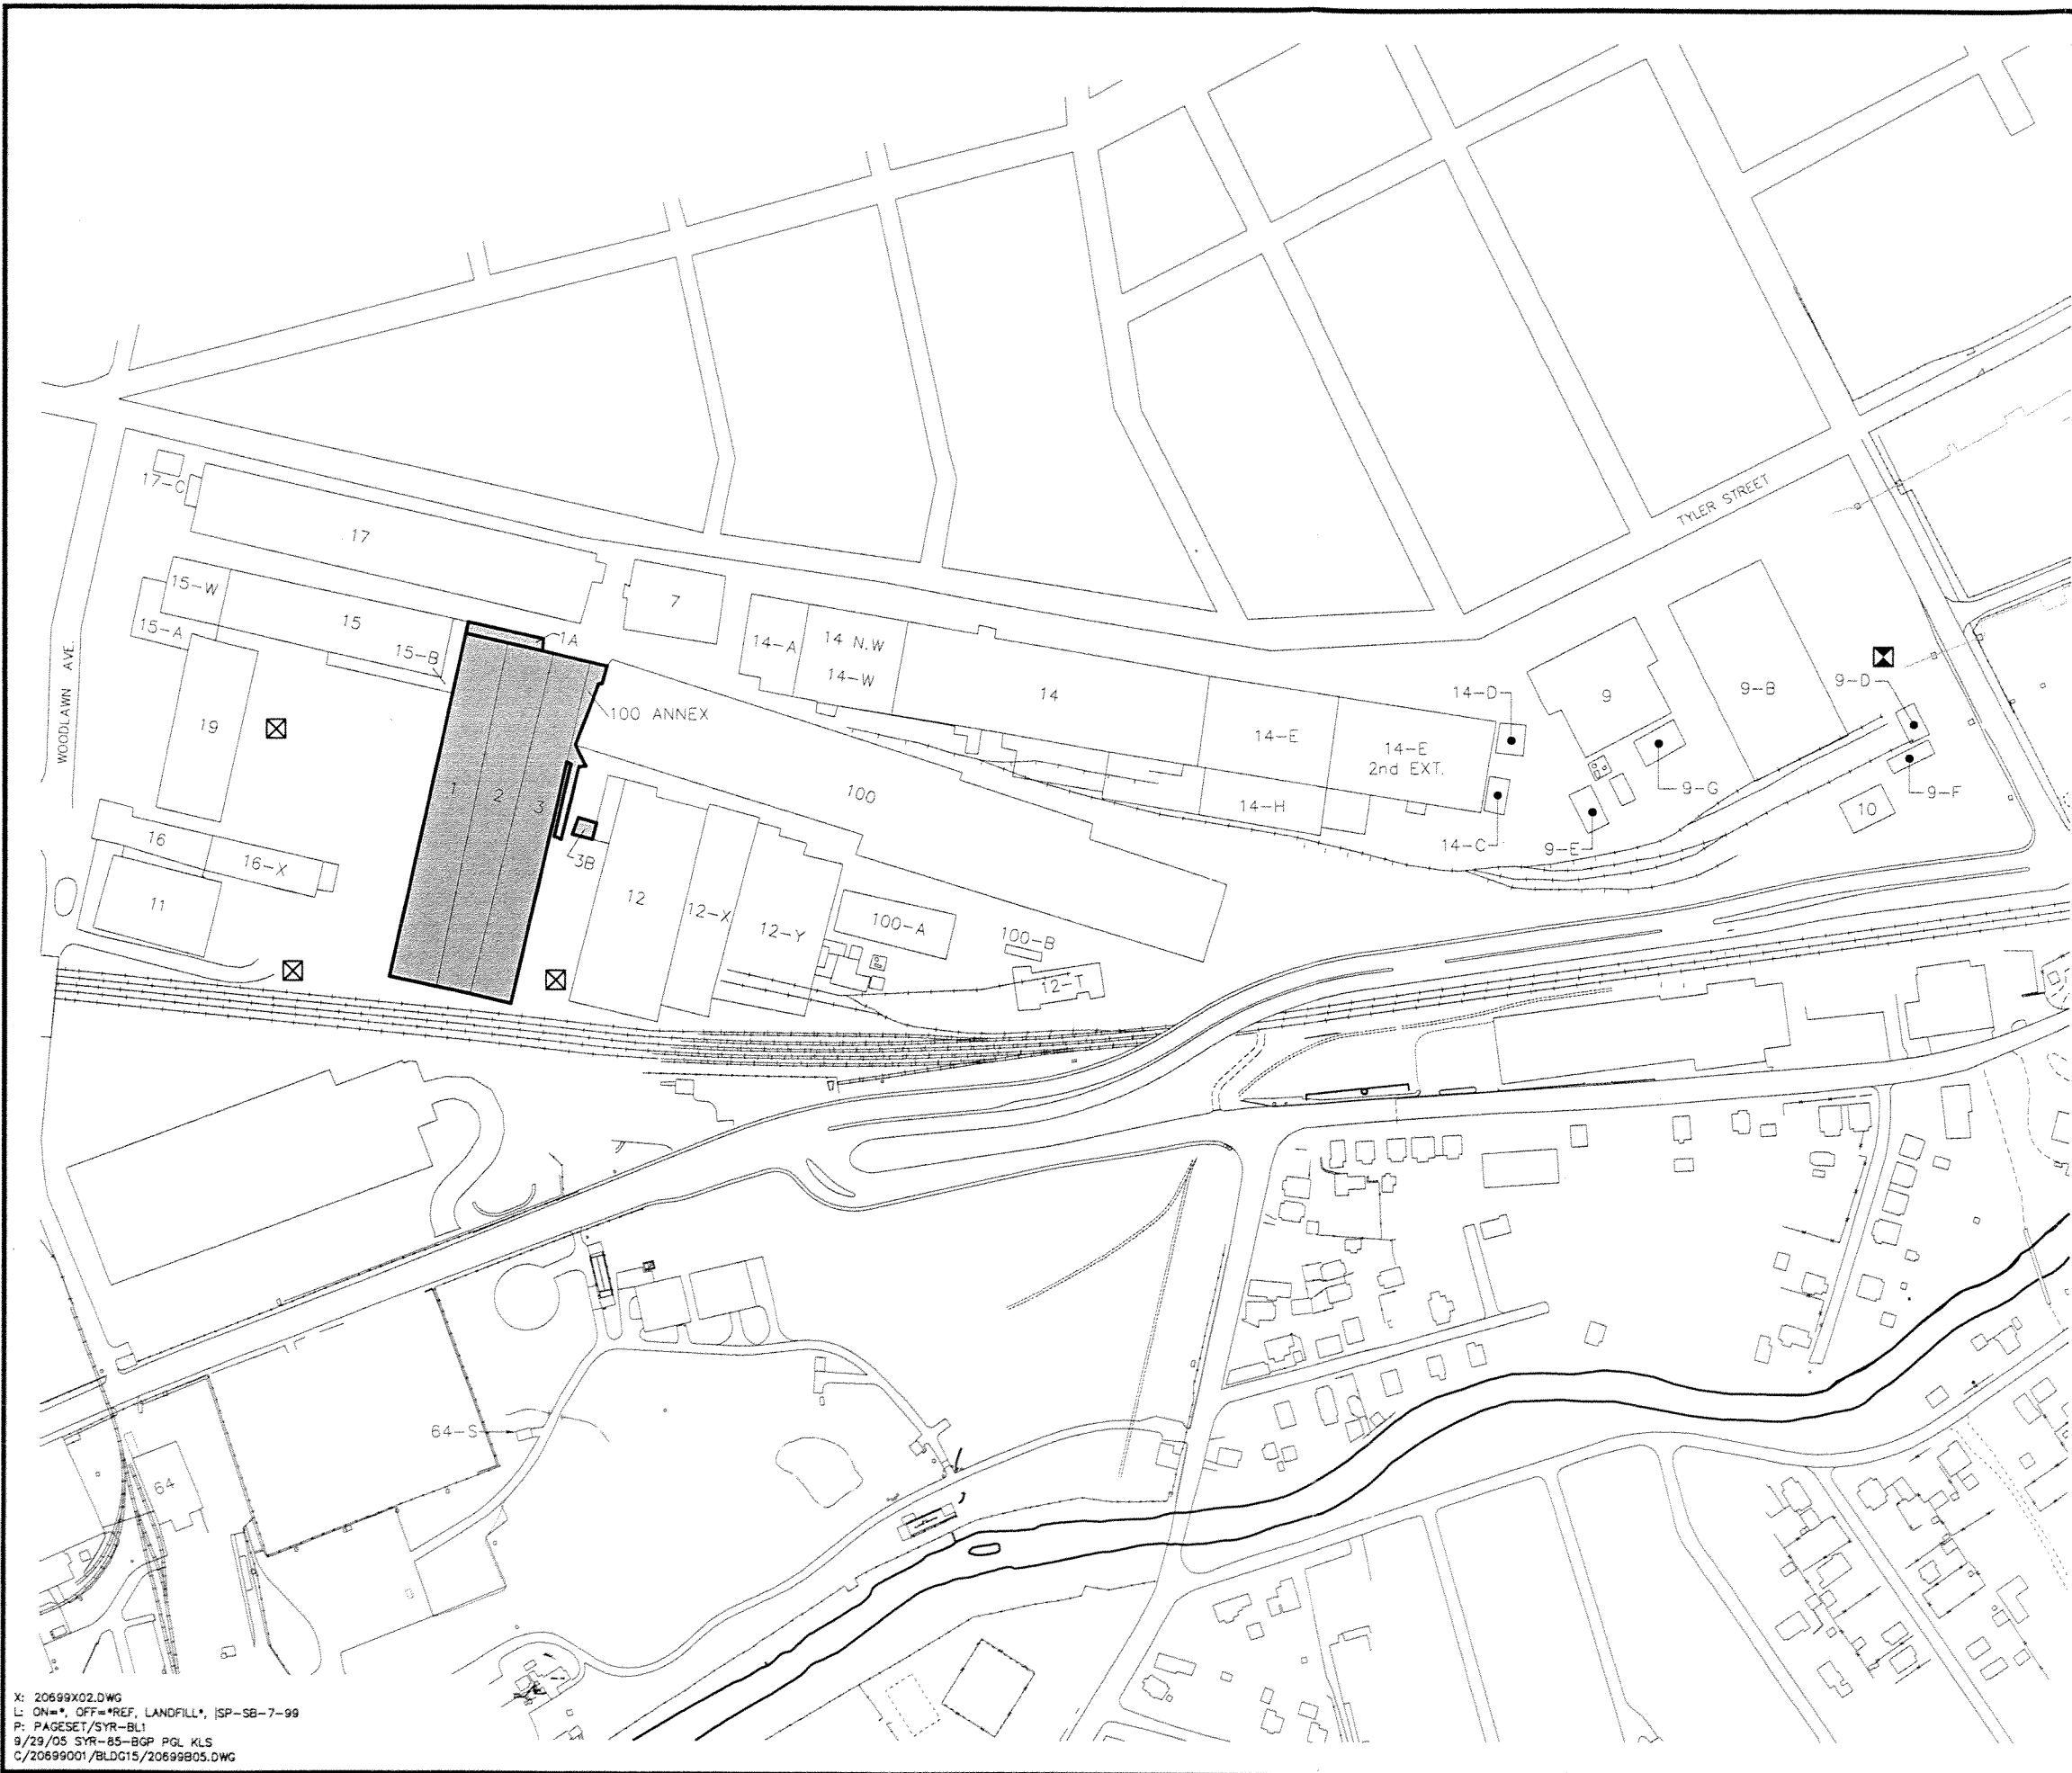 TYLER STREET
17-C
17
15-W
7
15
15-A
1A
14-A
14 N.W
14-W
15-B
14
14-D
9
9-B
9-D
WOODLAWN AVE.
19
100 ANNEX
14-E
14-E
2nd EXT.
1
2
3
100
14-H
9-G
9-F
10
16
16-X
3B
14-C
9-E
11
12
12-X
12-Y
100-A
100-B
12-T
64-S
64
X: 20699X02.DWG
L: ON=*, OFF=*REF, LANDFILL*, |SP-SB-7-99
P: PAGESET/SYR-BL1
9/29/05 SYR-85-BGP PGL KLS
C/20699001/BLDG15/20699B05.DWG